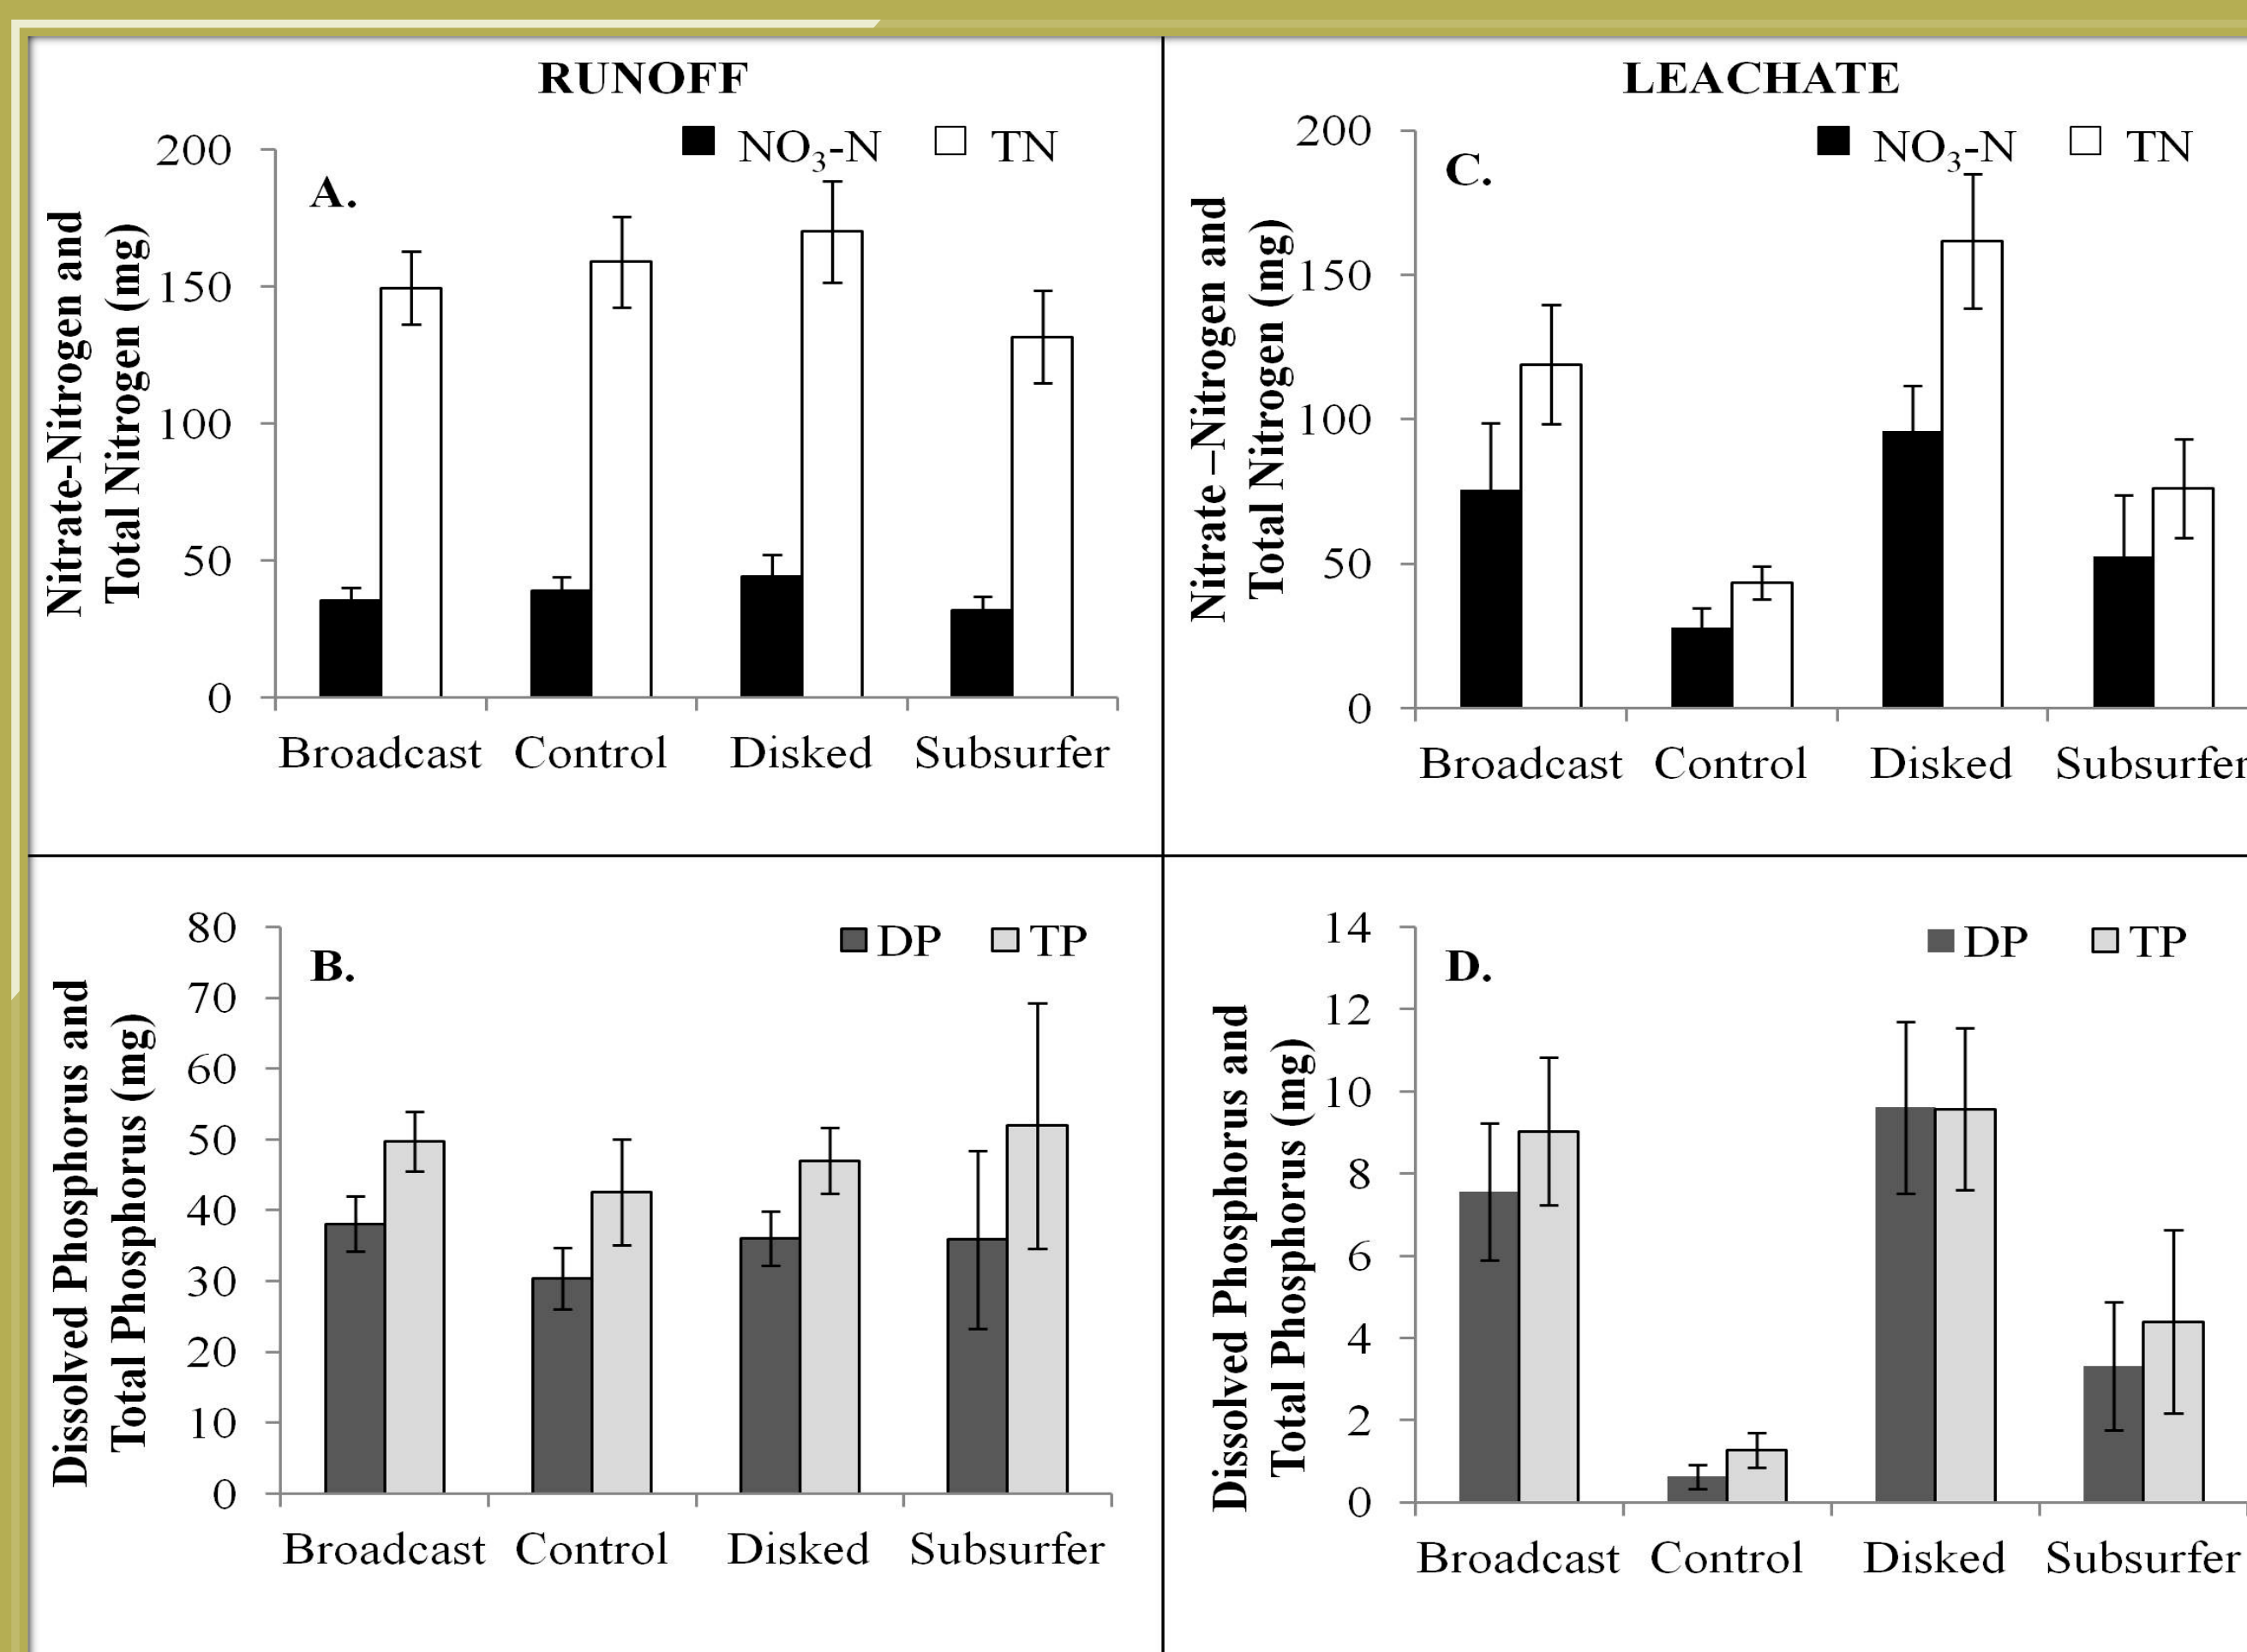 RUNOFF
NO3-N TN
A.
Nitrate-Nitrogen and
Total Nitrogen (mg)
200
150
100
50
0
Broadcast Control Disked Subsurfer
LEACHATE
NO3-N TN
C.
Nitrate –Nitrogen and
Total Nitrogen (mg)
200
150
100
50
0
Broadcast Control Disked Subsurfer
DP TP
B.
Dissolved Phosphorus and
Total Phosphorus (mg)
80
70
60
50
40
30
20
10
0
Broadcast Control Disked Subsurfer
DP TP
D.
Dissolved Phosphorus and
Total Phosphorus (mg)
14
12
10
8
6
4
2
0
Broadcast Control Disked Subsurfer